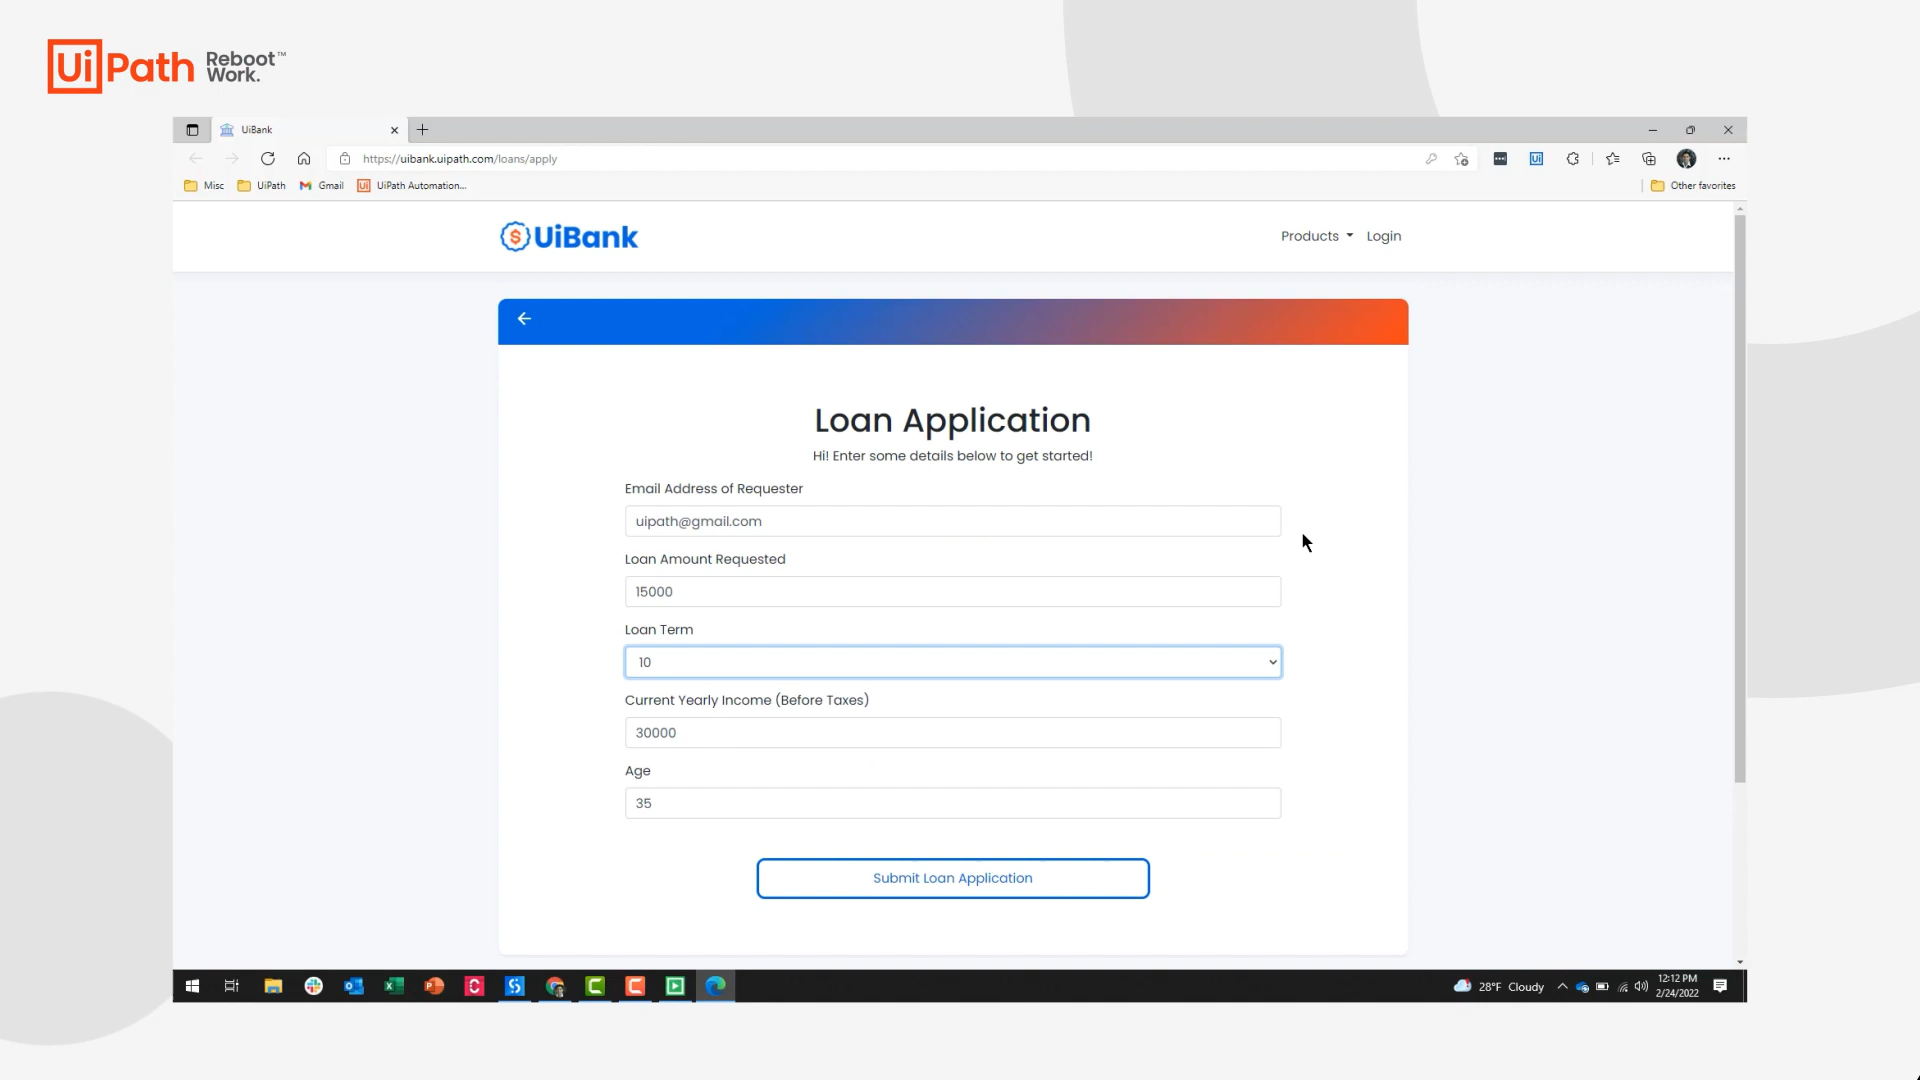 UiPath Reboot™
Work.
UiBank
https://uibank.uipath.com/loans/apply
Misc UiPath Gmail UiPath Automation... Other favorites
UiBank Products Login
Loan Application
Hi! Enter some details below to get started!
Email Address of Requester
uipath@gmail.com
Loan Amount Requested
15000
Loan Term
10
Current Yearly Income (Before Taxes)
30000
Age
35
Submit Loan Application
28°F Cloudy 12:12 PM
2/24/2022